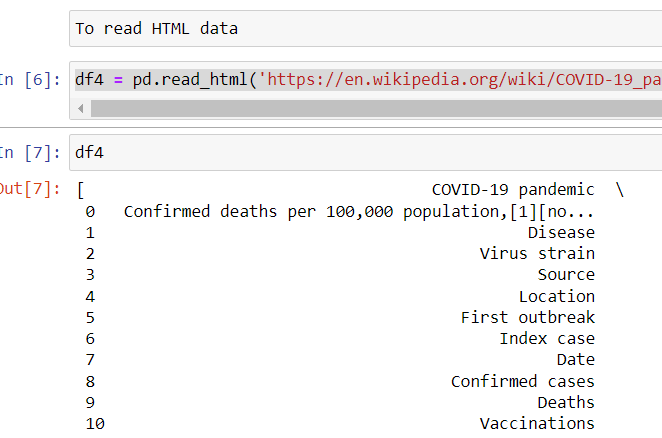 To read HTML data
In [6]: df4 = pd.read_html('https://en.wikipedia.org/wiki/COVID-19_pa
In [7]: df4
Out[7]: [ COVID-19 pandemic \
0 Confirmed deaths per 100,000 population,[1][no...
1 Disease
2 Virus strain
3 Source
4 Location
5 First outbreak
6 Index case
7 Date
8 Confirmed cases
9 Deaths
10 Vaccinations